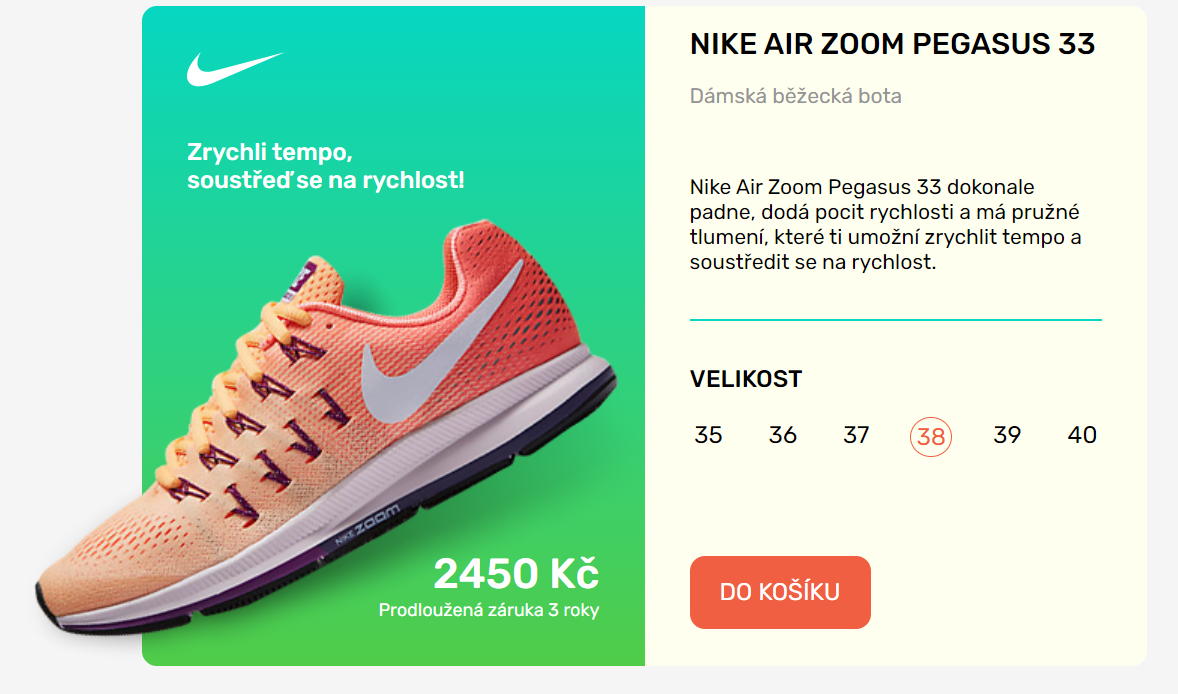 Zrychli tempo,
soustřeď se na rychlost!
NIKE ZOOM
2450 Kč
Prodloužená záruka 3 roky
NIKE AIR ZOOM PEGASUS 33
Dámská běžecká bota
Nike Air Zoom Pegasus 33 dokonale
padne, dodá pocit rychlosti a má pružné
tlumení, které ti umožní zrychlit tempo a
soustředit se na rychlost.
VELIKOST
35 36 37 38 39 40
DO KOŠÍKU